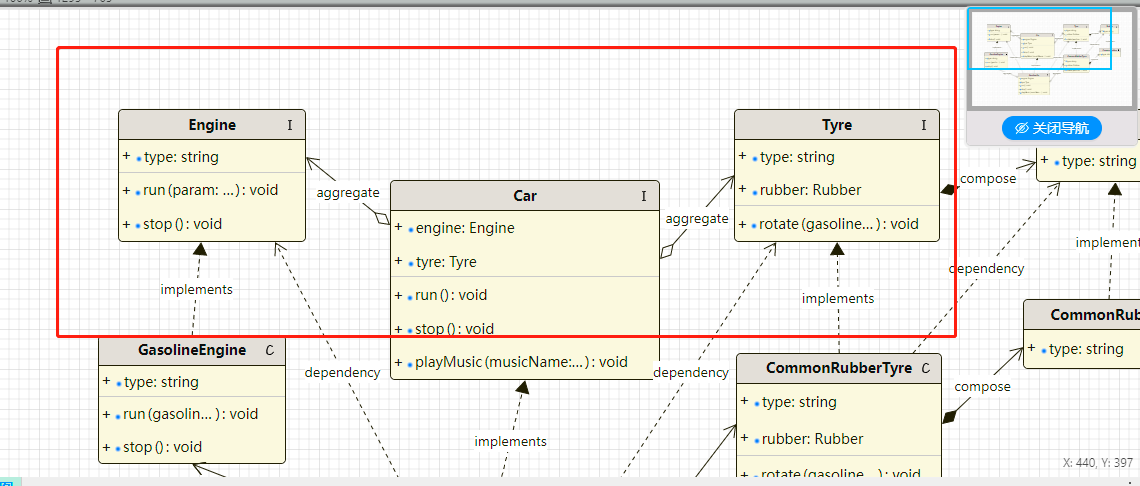 Engine I
+ type: string
+ run(param: ...): void
+ stop(): void
aggregate
Car I
+ engine: Engine
+ tyre: Tyre
+ run(): void
+ stop(): void
+ playMusic(musicName:...): void
aggregate
Tyre I
+ type: string
+ rubber: Rubber
+ rotate(gasoline...): void
关闭导航
+ type: string
compose
implements
implements
implement
dependency
GasolineEngine C
+ type: string
+ run(gasolin...): void
+ stop(): void
dependency
dependency
implements
CommonRubberTyre C
+ type: string
+ rubber: Rubber
+ rotate(gasoline...): void
CommonRub
+ type: string
compose
X: 440, Y: 397